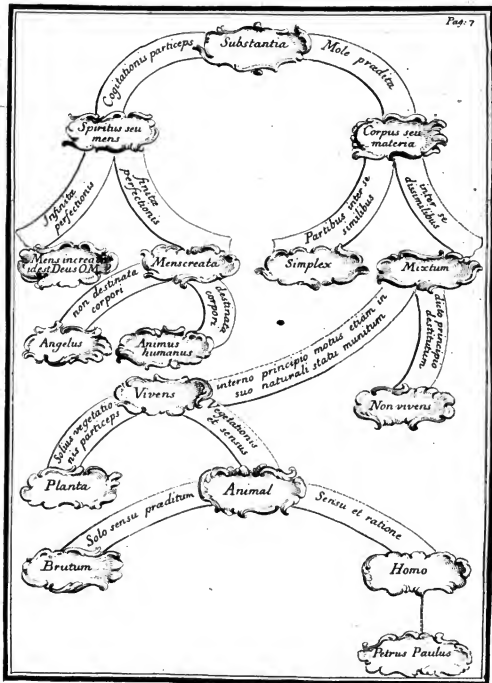 Pag: 7
Substantia
Cogitationis particeps
Mole prædita
Spiritus seu
mens
Corpus seu
materia
Infinitæ
perfectionis
finitæ
perfectionis
Partibus inter se
similibus
inter se
dissimilibus
Mens increata
idest Deus O.M.
Mens creata
Simplex
Mixtum
non destinata
corpori
destinata
corpori
interno principio motus etiam in
suo naturali statu munitum
dicto principio
destitutum
Angelus
Animus
humanus
Vivens
Non vivens
Solius vegetatio
nis particeps
Vegetationis
et sensus
Planta
Animal
Solo sensu præditum
Sensu et ratione
Brutum
Homo
Petrus Paulus